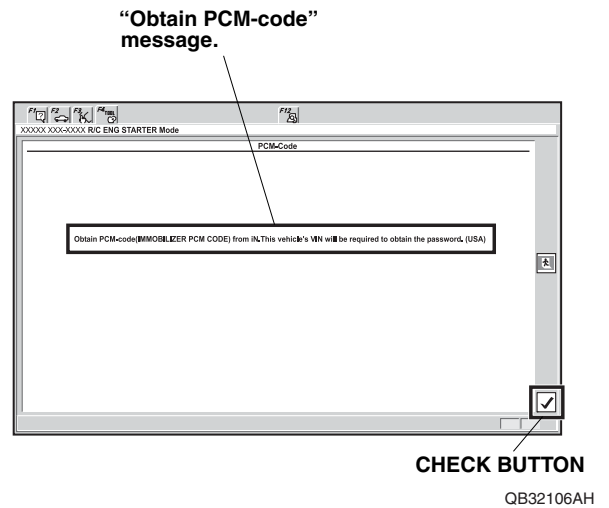 “Obtain PCM-code”
message.
F1 F2 F3 F4 TOOL F12
XXXXX XXX-XXXX R/C ENG STARTER Mode
PCM-Code
Obtain PCM-code(IMMOBILIZER PCM CODE) from iN.This vehicle's VIN will be required to obtain the password. (USA)
CHECK BUTTON
QB32106AH